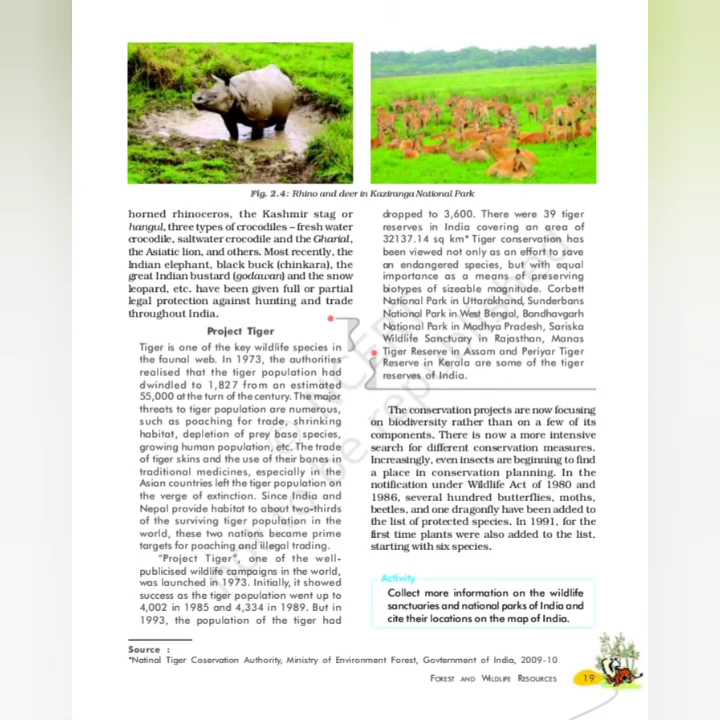 Fig. 2.4: Rhino and deer in Kaziranga National Park
horned rhinoceros, the Kashmir stag or
hangul, three types of crocodiles – fresh water
crocodile, saltwater crocodile and the Gharial,
the Asiatic lion, and others. Most recently, the
Indian elephant, black buck (chinkara), the
great Indian bustard (godawan) and the snow
leopard, etc. have been given full or partial
legal protection against hunting and trade
throughout India.
Project Tiger
Tiger is one of the key wildlife species in
the faunal web. In 1973, the authorities
realised that the tiger population had
dwindled to 1,827 from an estimated
55,000 at the turn of the century. The major
threats to tiger population are numerous,
such as poaching for trade, shrinking
habitat, depletion of prey base species,
growing human population, etc. The trade
of tiger skins and the use of their bones in
traditional medicines, especially in the
Asian countries left the tiger population on
the verge of extinction. Since India and
Nepal provide habitat to about two-thirds
of the surviving tiger population in the
world, these two nations became prime
targets for poaching and illegal trading.
“Project Tiger”, one of the well-
publicised wildlife campaigns in the world,
was launched in 1973. Initially, it showed
success as the tiger population went up to
4,002 in 1985 and 4,334 in 1989. But in
1993, the population of the tiger had
dropped to 3,600. There were 39 tiger
reserves in India covering an area of
32137.14 sq km* Tiger conservation has
been viewed not only as an effort to save
an endangered species, but with equal
importance as a means of preserving
biotypes of sizeable magnitude. Corbett
National Park in Uttarakhand, Sunderbans
National Park in West Bengal, Bandhavgarh
National Park in Madhya Pradesh, Sariska
Wildlife Sanctuary in Rajasthan, Manas
Tiger Reserve in Assam and Periyar Tiger
Reserve in Kerala are some of the tiger
reserves of India.
The conservation projects are now focusing
on biodiversity rather than on a few of its
components. There is now a more intensive
search for different conservation measures.
Increasingly, even insects are beginning to find
a place in conservation planning. In the
notification under Wildlife Act of 1980 and
1986, several hundred butterflies, moths,
beetles, and one dragonfly have been added to
the list of protected species. In 1991, for the
first time plants were also added to the list,
starting with six species.
Activity
Collect more information on the wildlife
sanctuaries and national parks of India and
cite their locations on the map of India.
Source :
*Natinal Tiger Coservation Authority, Ministry of Environment Forest, Govternment of India, 2009-10
FOREST AND WILDLIFE RESOURCES 19